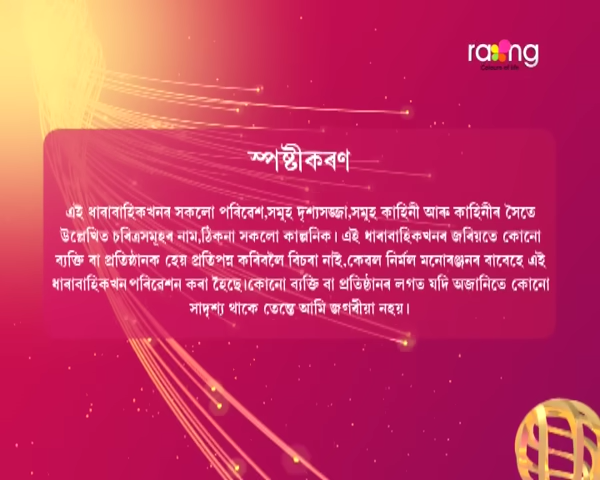 rang
Colours of life
স্পষ্টীকৰণ
এই ধাৰাবাহিকখনৰ সকলো পৰিৱেশ,সমূহ দৃশ্যসজ্জা,সমূহ কাহিনী আৰু কাহিনীৰ সৈতে
উল্লেখিত চৰিত্ৰসমূহৰ নাম,ঠিকনা সকলো কাল্পনিক। এই ধাৰাবাহিকখনৰ জৰিয়তে কোনো
ব্যক্তি বা প্ৰতিষ্ঠানক হেয় প্ৰতিপন্ন কৰিবলৈ বিচৰা নাই,কেৱল নিৰ্মল মনোৰঞ্জনৰ বাবেহে এই
ধাৰাবাহিকখন পৰিৱেশন কৰা হৈছে।কোনো ব্যক্তি বা প্ৰতিষ্ঠানৰ লগত যদি অজানিতে কোনো
সাদৃশ্য থাকে তেন্তে আমি জগৰীয়া নহয়।